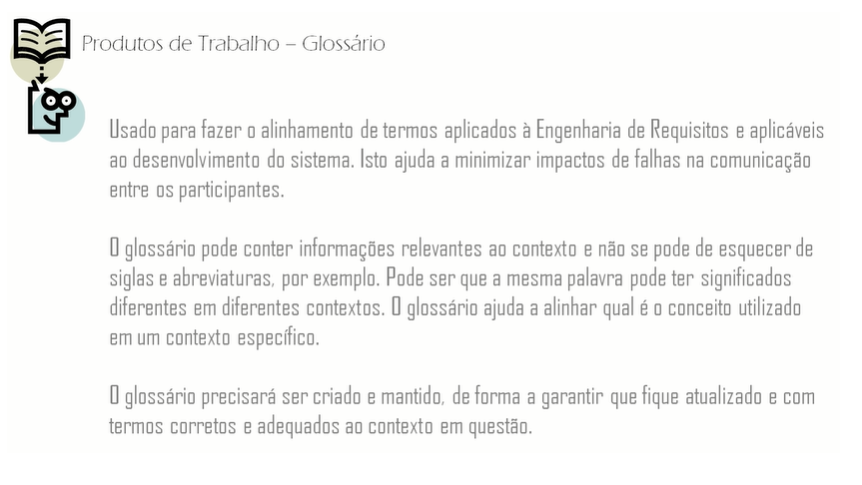 Produtos de Trabalho – Glossário
Usado para fazer o alinhamento de termos aplicados à Engenharia de Requisitos e aplicáveis
ao desenvolvimento do sistema. Isto ajuda a minimizar impactos de falhas na comunicação
entre os participantes.
O glossário pode conter informações relevantes ao contexto e não se pode de esquecer de
siglas e abreviaturas, por exemplo. Pode ser que a mesma palavra pode ter significados
diferentes em diferentes contextos. O glossário ajuda a alinhar qual é o conceito utilizado
em um contexto específico.
O glossário precisará ser criado e mantido, de forma a garantir que fique atualizado e com
termos corretos e adequados ao contexto em questão.